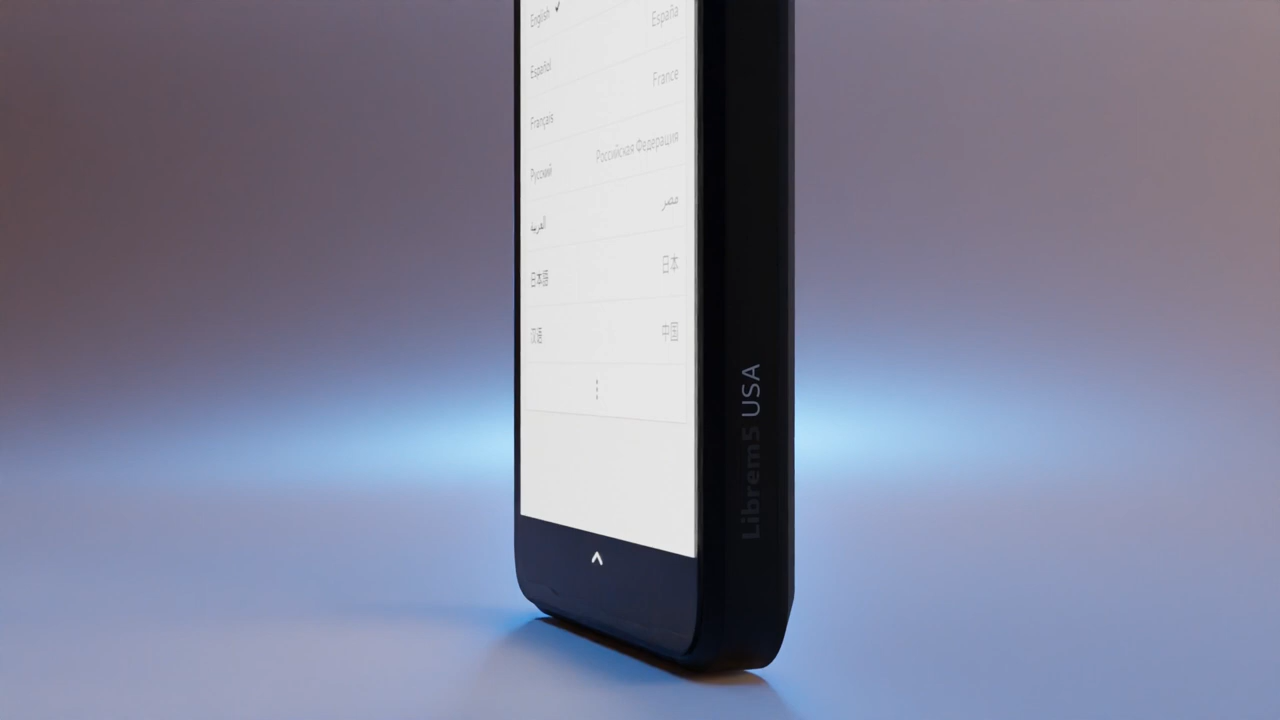 English ✓ España
Español France
Français Российская Федерация
Русский مصر
العربية 日本
日本語 中国
汉语
Librem5 USA